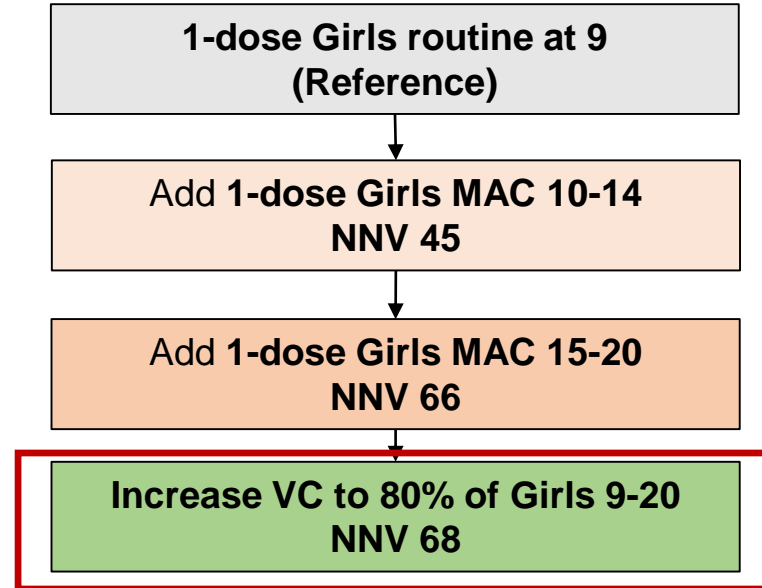 1-dose Girls routine at 9
(Reference)
Add 1-dose Girls MAC 10-14
NNV 45
Add 1-dose Girls MAC 15-20
NNV 66
Increase VC to 80% of Girls 9-20
NNV 68